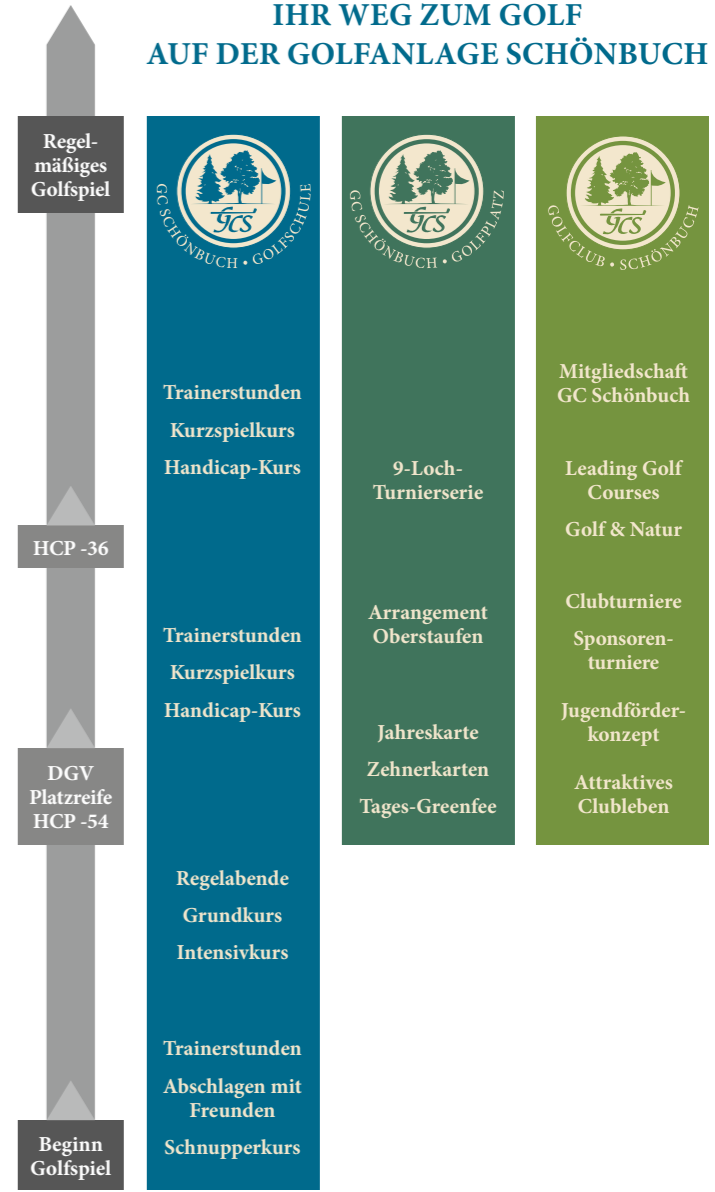 IHR WEG ZUM GOLF
AUF DER GOLFANLAGE SCHÖNBUCH
Regel-
mäßiges
Golfspiel
HCP -36
DGV
Platzreife
HCP -54
Beginn
Golfspiel
GCS
GC SCHÖNBUCH • GOLFSCHULE
Trainerstunden
Kurzspielkurs
Handicap-Kurs
Trainerstunden
Kurzspielkurs
Handicap-Kurs
Regelabende
Grundkurs
Intensivkurs
Trainerstunden
Abschlagen mit
Freunden
Schnupperkurs
GCS
GC SCHÖNBUCH • GOLFPLATZ
9-Loch-
Turnierserie
Arrangement
Oberstaufen
Jahreskarte
Zehnerkarten
Tages-Greenfee
GCS
GOLFCLUB • SCHÖNBUCH
Mitgliedschaft
GC Schönbuch
Leading Golf
Courses
Golf & Natur
Clubturniere
Sponsoren-
turniere
Jugendförder-
konzept
Attraktives
Clubleben